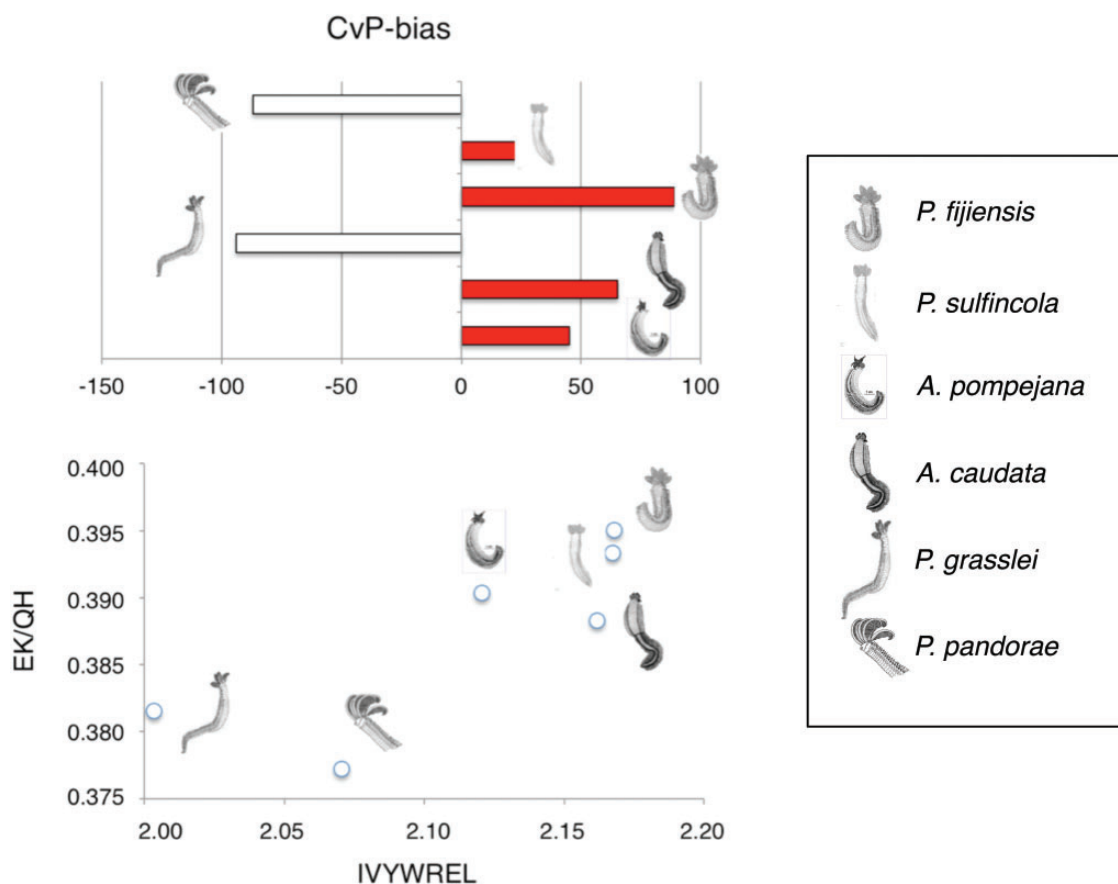 CvP-bias
-150 -100 -50 0 50 100
0.400
0.395
0.390
0.385
0.380
0.375
EK/QH
2.00 2.05 2.10 2.15 2.20
IVYWREL
P. fijiensis
P. sulfincola
A. pompejana
A. caudata
P. grasslei
P. pandorae